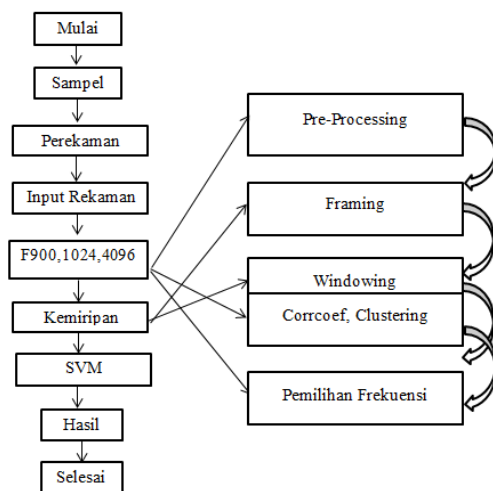 Mulai
Sampel
Perekaman
Input Rekaman
F900,1024,4096
Kemiripan
SVM
Hasil
Selesai
Pre-Processing
Framing
Windowing
Corrcoef, Clustering
Pemilihan Frekuensi